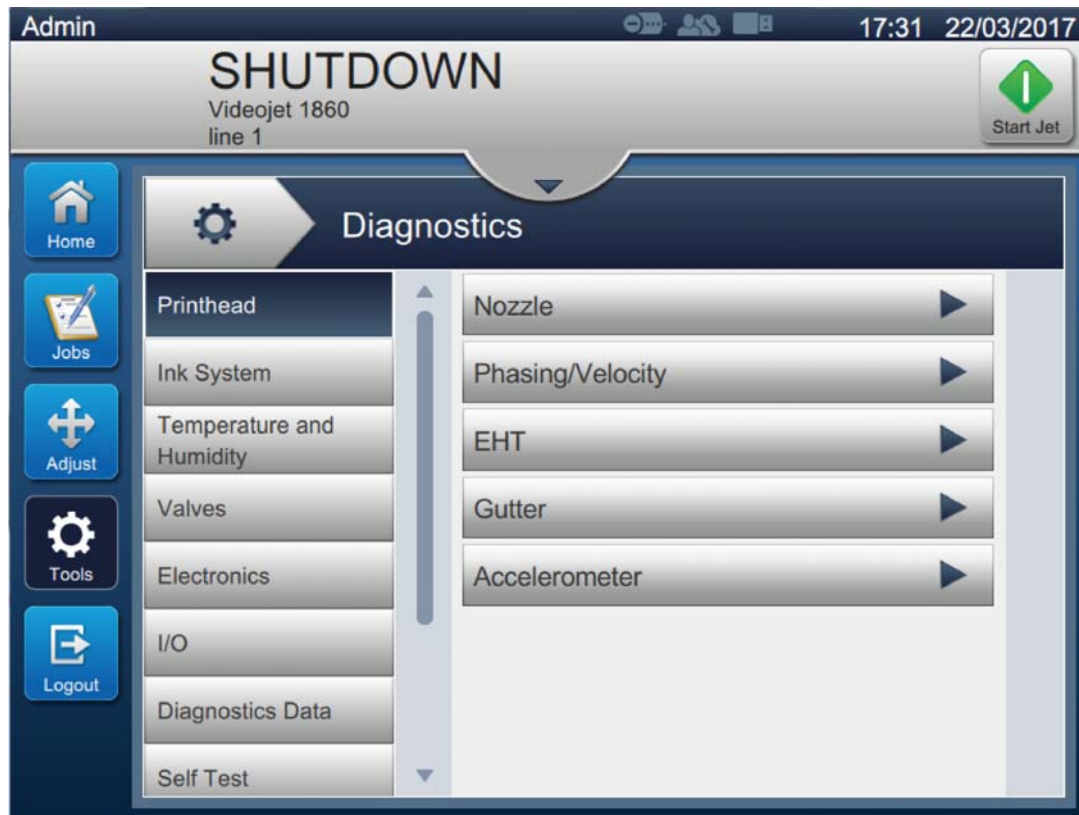 Admin
17:31 22/03/2017
SHUTDOWN
Videojet 1860
line 1
Start Jet
Home
Jobs
Adjust
Tools
Logout
Diagnostics
Printhead
Ink System
Temperature and
Humidity
Valves
Electronics
I/O
Diagnostics Data
Self Test
Nozzle
Phasing/Velocity
EHT
Gutter
Accelerometer